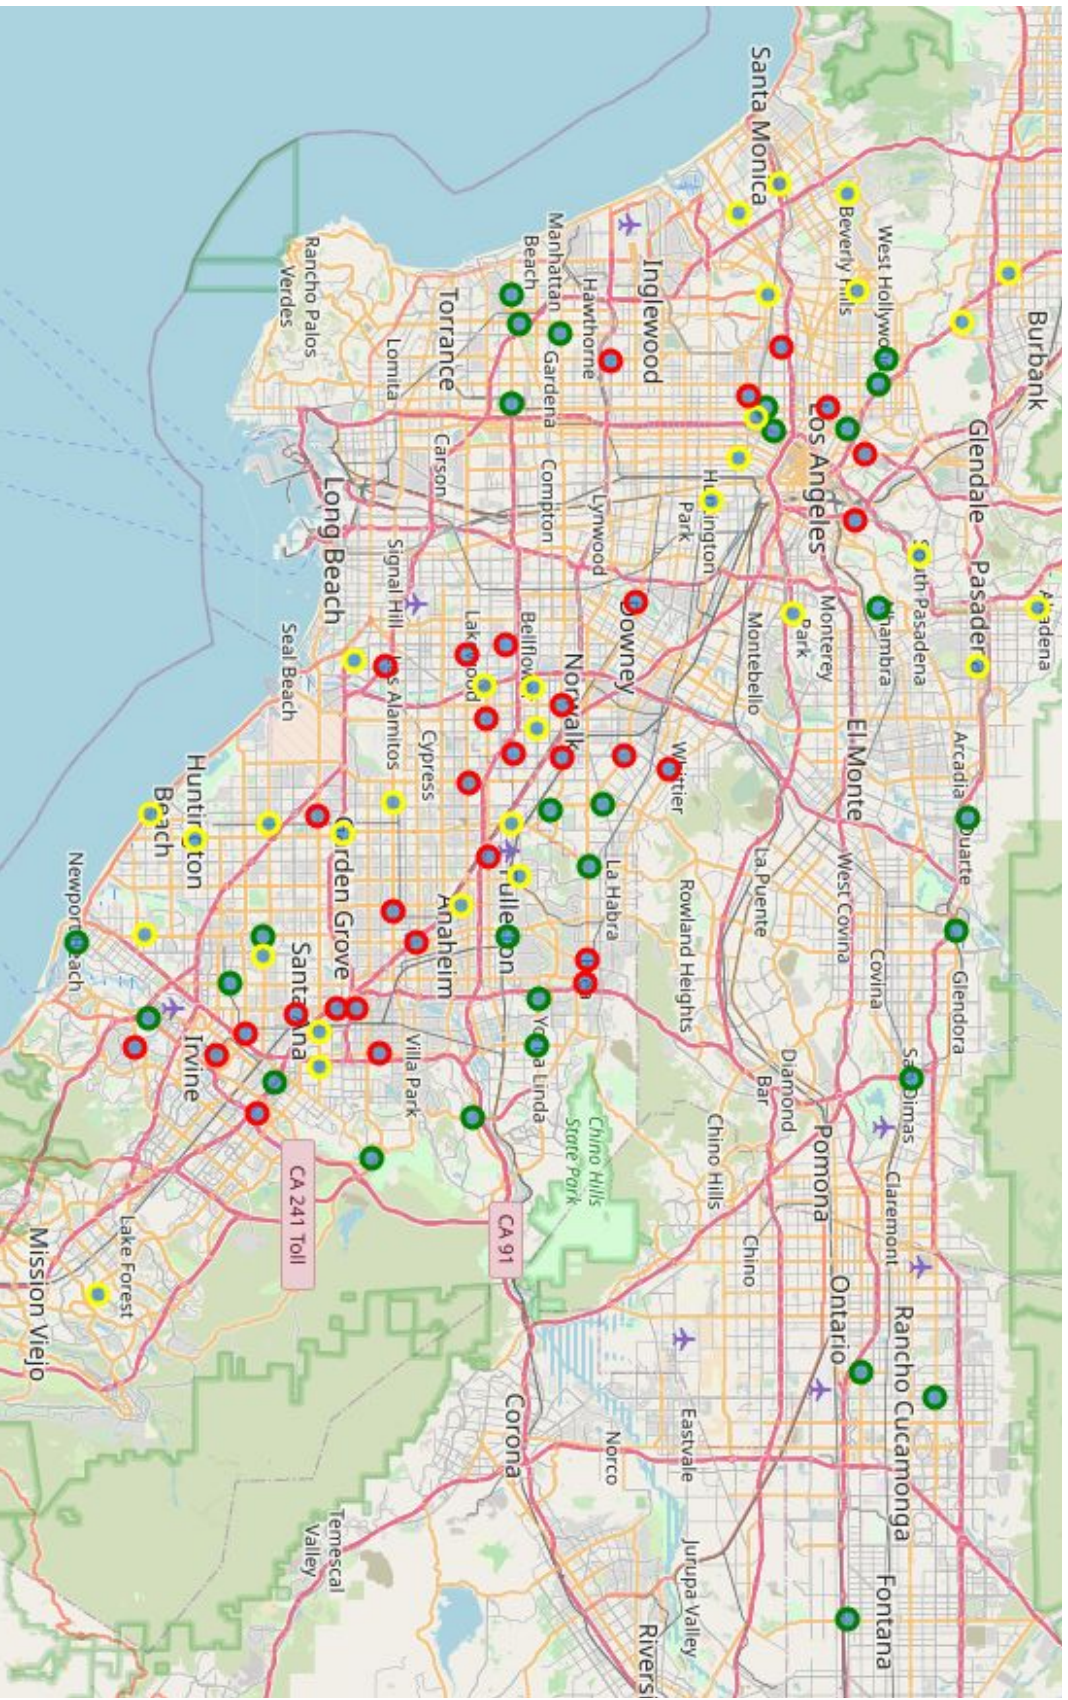 Burbank
Glendale
Pasadena
Altadena
Santa Monica
Beverly Hills
West Hollywo
Los Angeles
South Pasadena
Alhambra
Monterey
Park
Montebello
El Monte
Arcadia
Duarte
Glendora
San Dimas
Covina
West Covina
La Puente
Rowland Heights
Diamond
Bar
Pomona
Claremont
Ontario
Rancho Cucamonga
Fontana
Chino
Chino Hills
Chino Hills
State Park
Eastvale
Jurupa Valley
Riversi
Norco
Corona
Temescal
Valley
Inglewood
Hawthorne
Manhattan
Beach
Gardena
Torrance
Lomita
Rancho Palos
Verdes
Carson
Compton
Lynwood
Huntington
Park
Downey
Long Beach
Signal Hill
Lakewood
Bellflowe
Norwalk
Whittier
La Habra
Seal Beach
Los Alamitos
Cypress
Fullerton
Anaheim
Yorba Linda
Garden Grove
Villa Park
Santa Ana
Huntington
Beach
Newport Beach
Irvine
CA 241 Toll
CA 91
Lake Forest
Mission Viejo